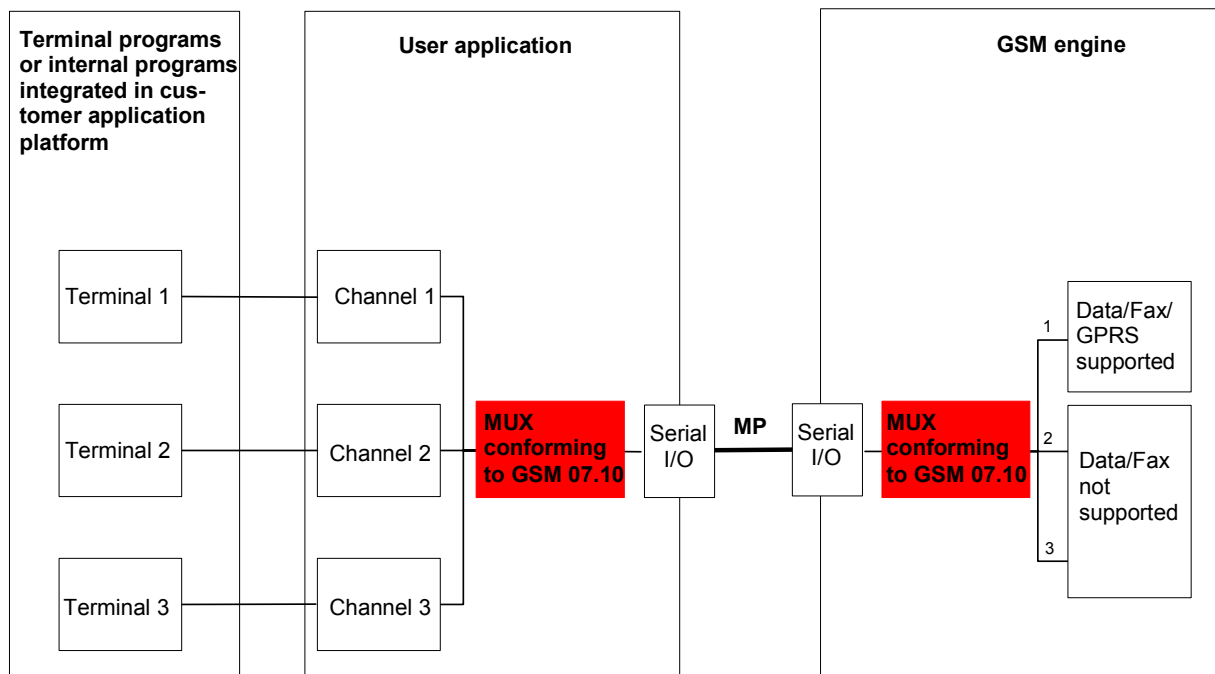 Terminal programs
or internal programs
integrated in cus-
tomer application
platform
User application
GSM engine
Terminal 1
Channel 1
Terminal 2
Channel 2
Terminal 3
Channel 3
MUX
conforming
to GSM 07.10
Serial
I/O
MP
Serial
I/O
MUX
conforming
to GSM 07.10
1
Data/Fax/
GPRS
supported
2
Data/Fax
not
supported
3